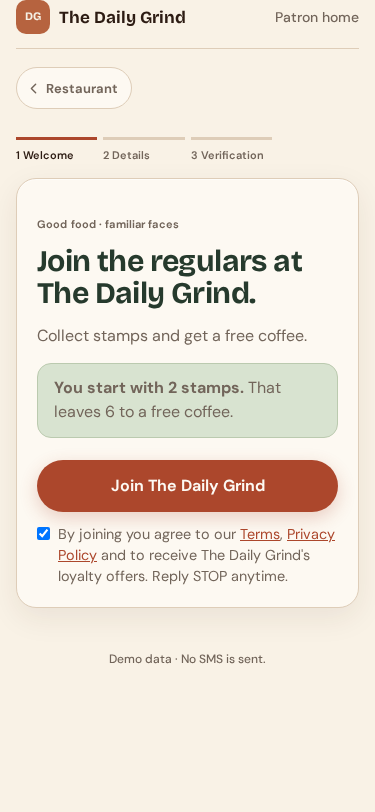 DG The Daily Grind Patron home
Restaurant
1 Welcome 2 Details 3 Verification
Good food · familiar faces
Join the regulars at
The Daily Grind.
Collect stamps and get a free coffee.
You start with 2 stamps. That
leaves 6 to a free coffee.
Join The Daily Grind
By joining you agree to our Terms, Privacy
Policy and to receive The Daily Grind's
loyalty offers. Reply STOP anytime.
Demo data · No SMS is sent.